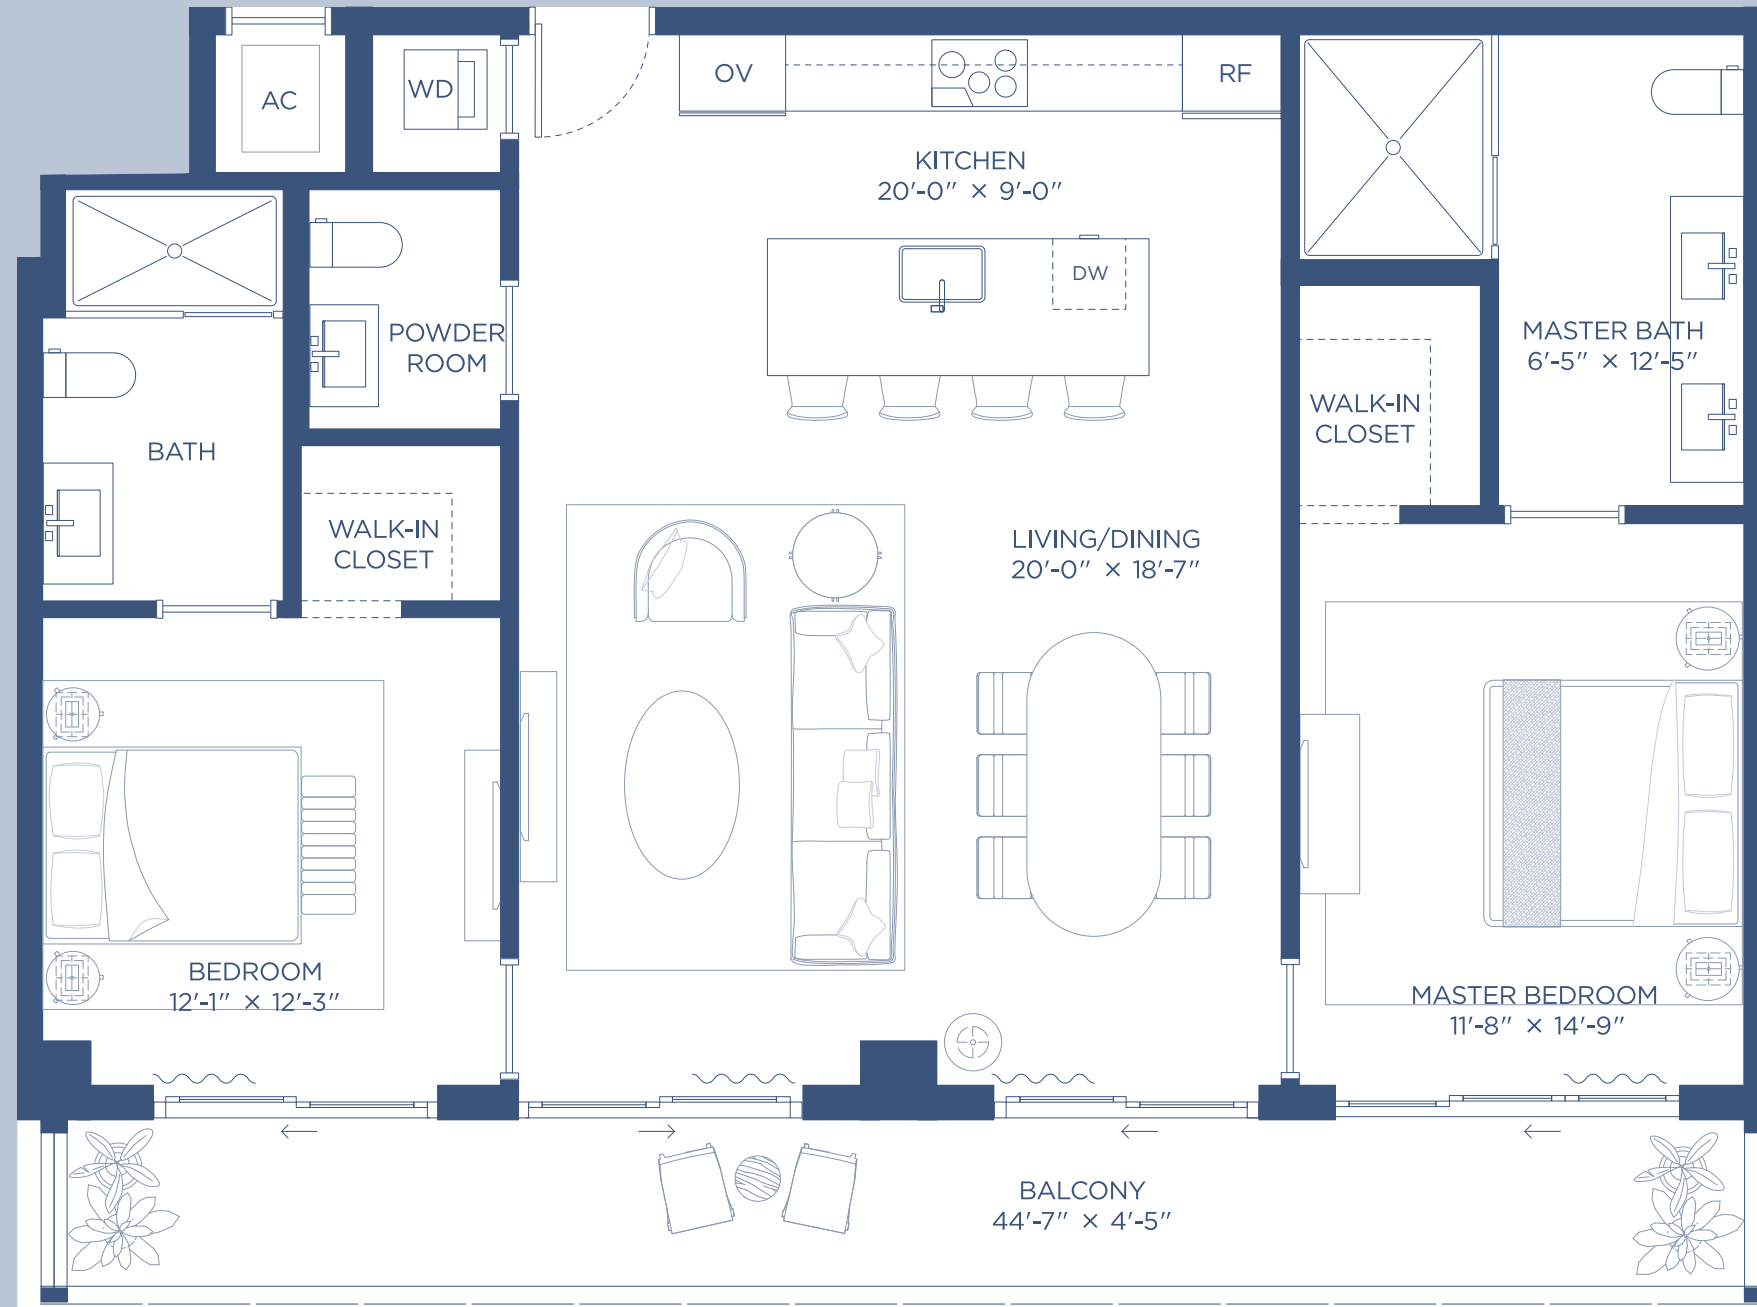 AC
WD
OV
RF
KITCHEN
20'-0" × 9'-0"
DW
POWDER
ROOM
MASTER BATH
6'-5" × 12'-5"
WALK-IN
CLOSET
BATH
WALK-IN
CLOSET
LIVING/DINING
20'-0" × 18'-7"
BEDROOM
12'-1" × 12'-3"
MASTER BEDROOM
11'-8" × 14'-9"
BALCONY
44'-7" × 4'-5"